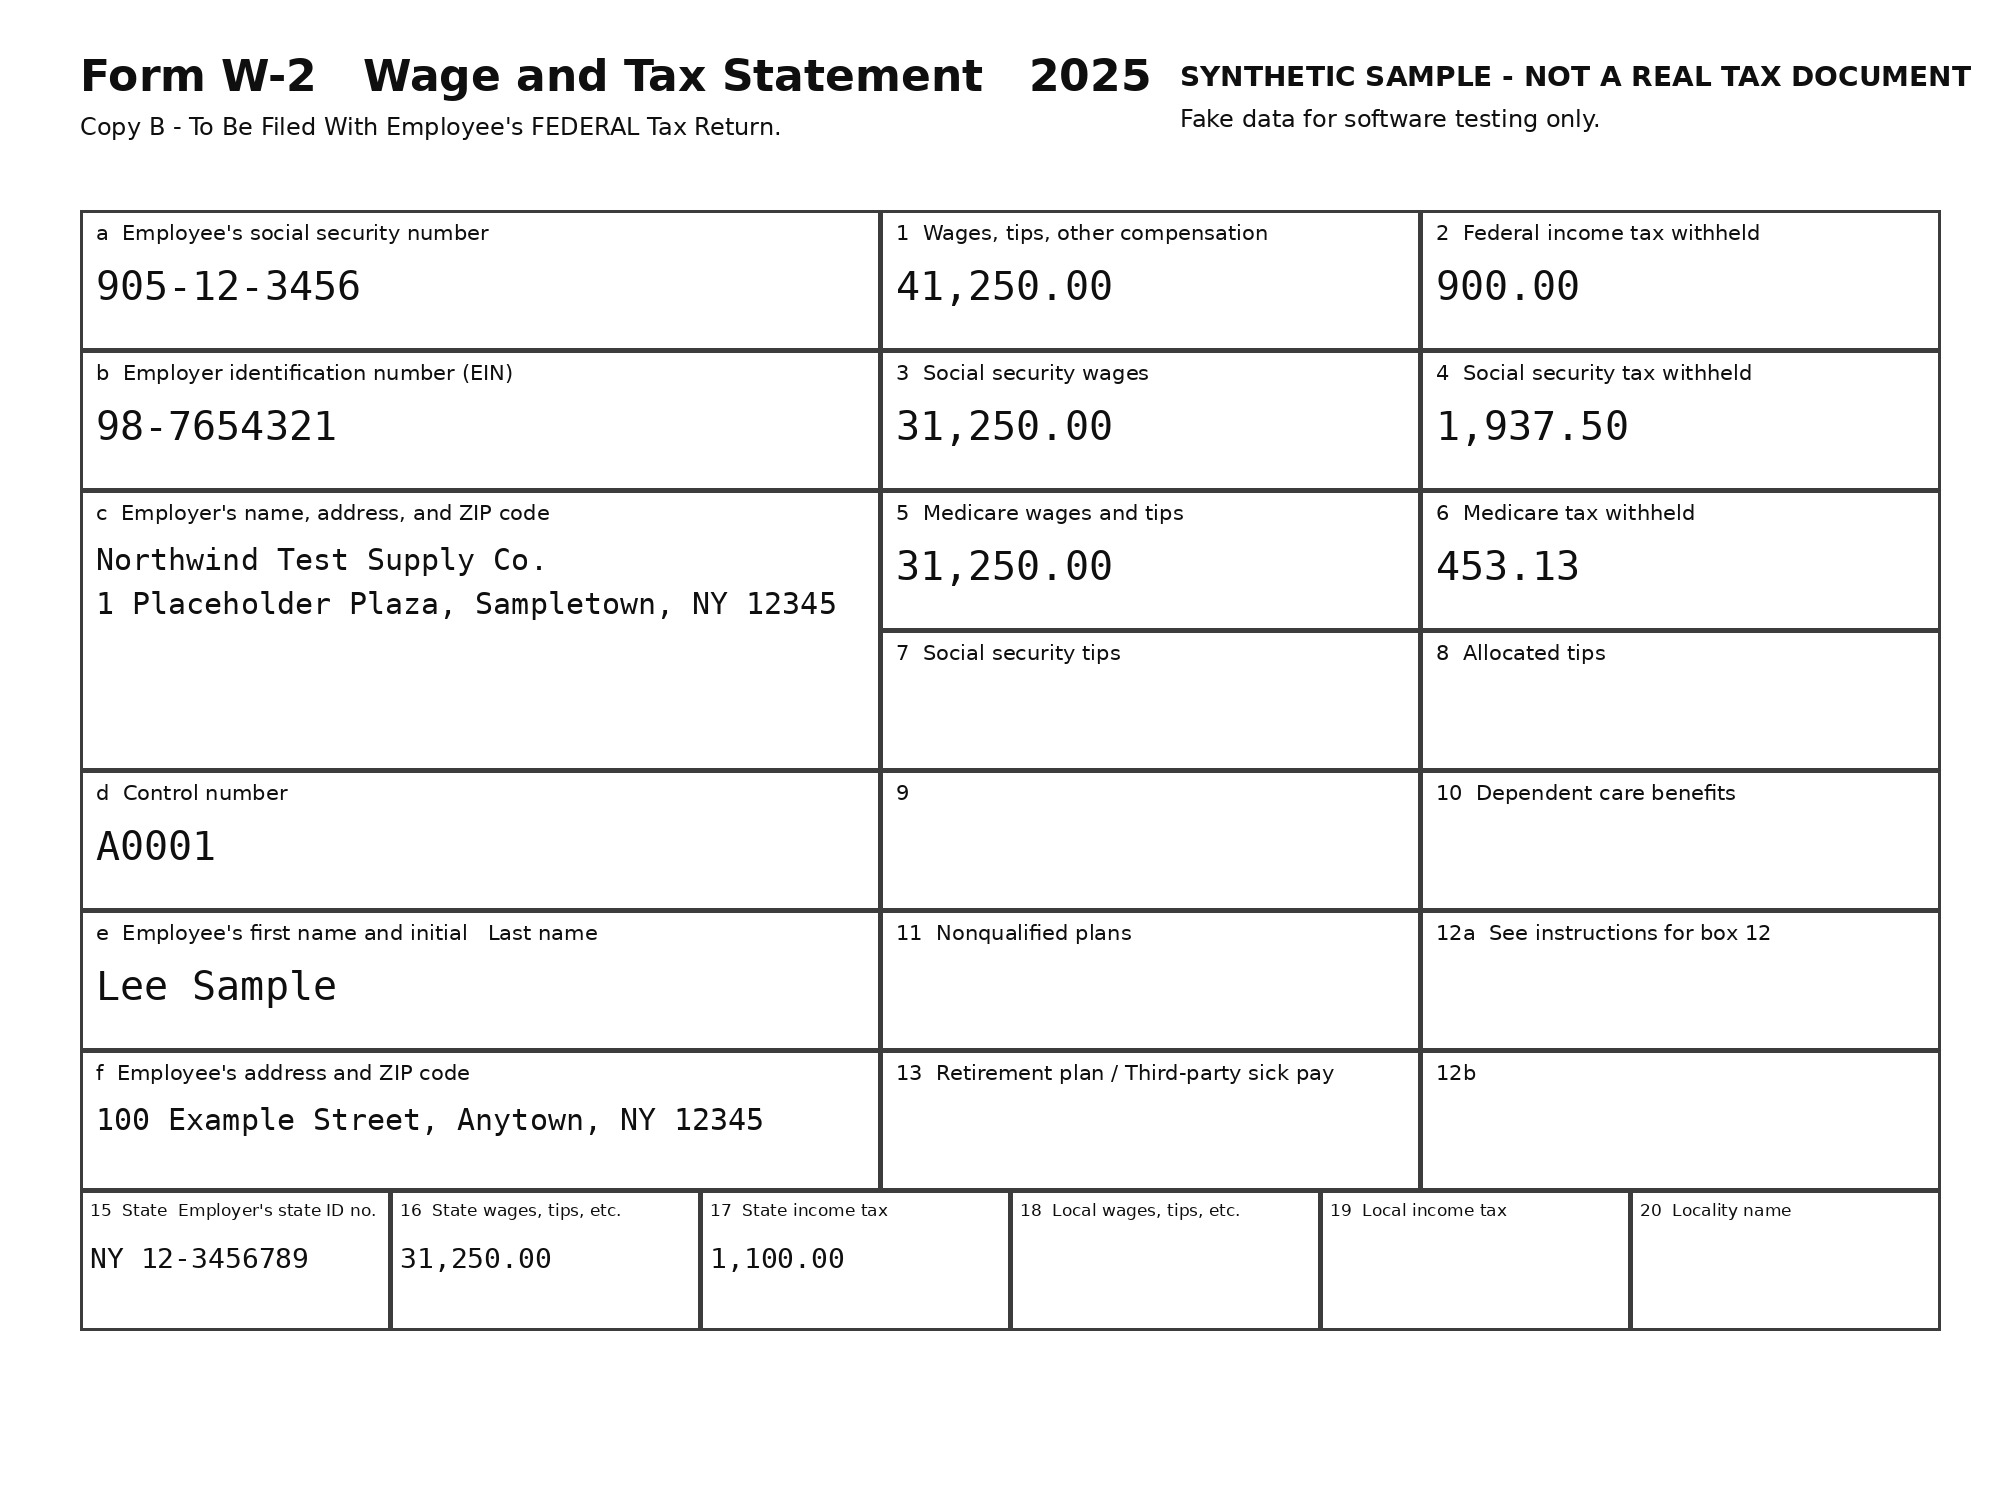 Form W-2 Wage and Tax Statement 2025
SYNTHETIC SAMPLE - NOT A REAL TAX DOCUMENT
Copy B - To Be Filed With Employee's FEDERAL Tax Return.
Fake data for software testing only.
a Employee's social security number
905-12-3456
1 Wages, tips, other compensation
41,250.00
2 Federal income tax withheld
900.00
b Employer identification number (EIN)
98-7654321
3 Social security wages
31,250.00
4 Social security tax withheld
1,937.50
c Employer's name, address, and ZIP code
Northwind Test Supply Co.
1 Placeholder Plaza, Sampletown, NY 12345
5 Medicare wages and tips
31,250.00
6 Medicare tax withheld
453.13
7 Social security tips
8 Allocated tips
d Control number
A0001
9
10 Dependent care benefits
e Employee's first name and initial Last name
Lee Sample
11 Nonqualified plans
12a See instructions for box 12
f Employee's address and ZIP code
100 Example Street, Anytown, NY 12345
13 Retirement plan / Third-party sick pay
12b
15 State Employer's state ID no.
NY 12-3456789
16 State wages, tips, etc.
31,250.00
17 State income tax
1,100.00
18 Local wages, tips, etc.
19 Local income tax
20 Locality name